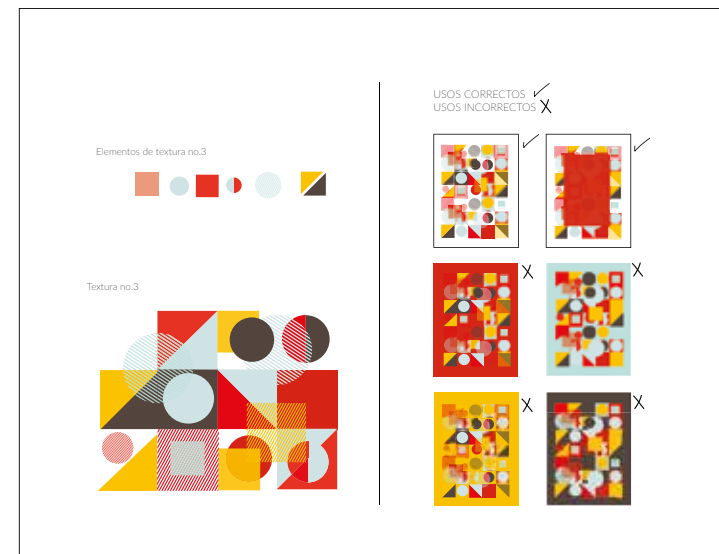 Elementos de textura no.3
Textura no.3
USOS CORRECTOS
USOS INCORRECTOS